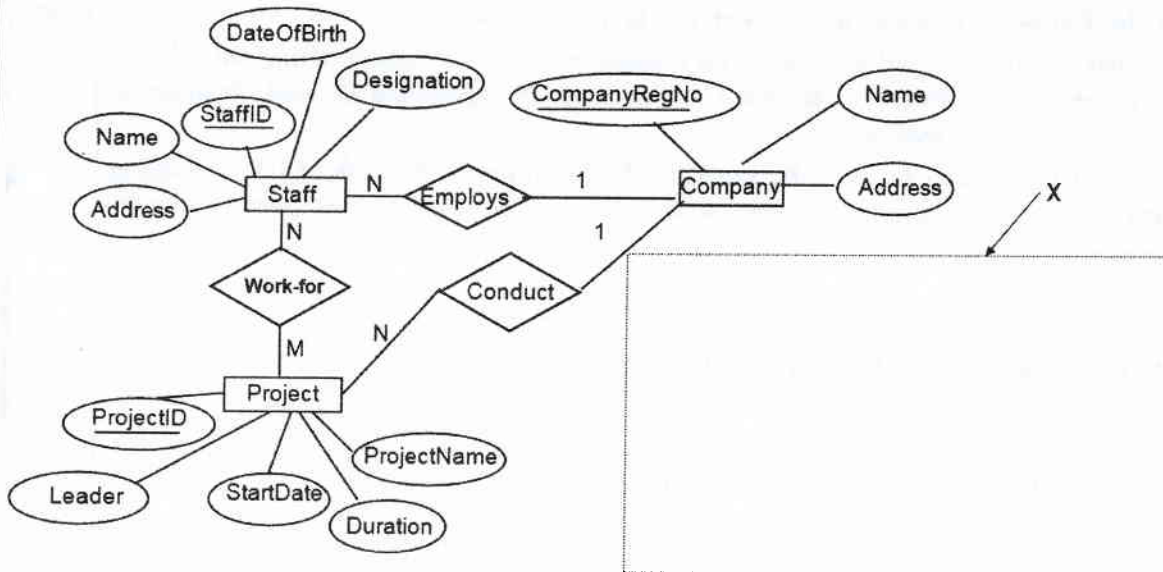 DateOfBirth
Designation
CompanyRegNo
Name
StaffID
Name
Staff
N
Employs
1
Company
Address
Address
X
N
1
Work-for
Conduct
M
N
Project
ProjectID
ProjectName
Leader
StartDate
Duration